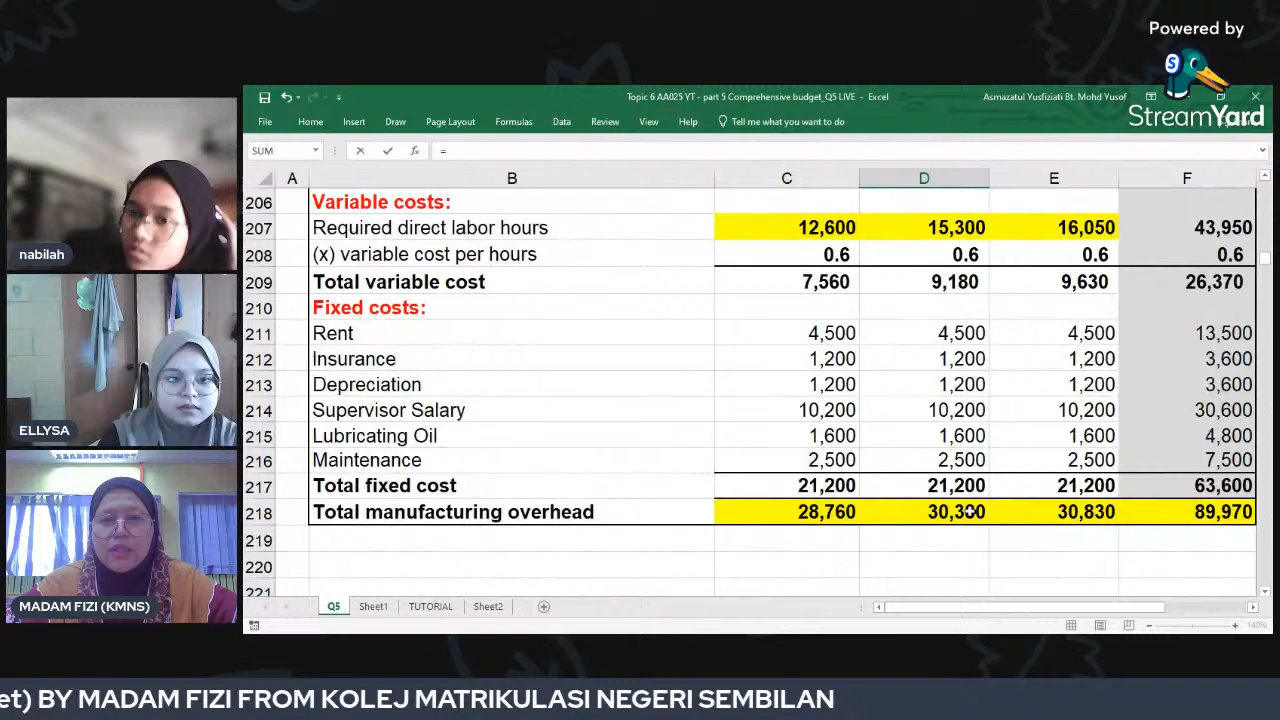 Powered by
StreamYard
Topic 6 AA025 YT - part 5 Comprehensive budget_Q5 LIVE - Excel
Asmazatul Yusfiziati Bt. Mohd Yusof
File Home Insert Draw Page Layout Formulas Data Review View Help Tell me what you want to do
SUM fx =
A B C D E F
206 Variable costs:
207 Required direct labor hours 12,600 15,300 16,050 43,950
208 (x) variable cost per hours 0.6 0.6 0.6 0.6
209 Total variable cost 7,560 9,180 9,630 26,370
210 Fixed costs:
211 Rent 4,500 4,500 4,500 13,500
212 Insurance 1,200 1,200 1,200 3,600
213 Depreciation 1,200 1,200 1,200 3,600
214 Supervisor Salary 10,200 10,200 10,200 30,600
215 Lubricating Oil 1,600 1,600 1,600 4,800
216 Maintenance 2,500 2,500 2,500 7,500
217 Total fixed cost 21,200 21,200 21,200 63,600
218 Total manufacturing overhead 28,760 30,380 30,830 89,970
219
220
221
Q5 Sheet1 TUTORIAL Sheet2
140%
nabilah
ELLYSA
MADAM FIZI (KMNS)
et) BY MADAM FIZI FROM KOLEJ MATRIKULASI NEGERI SEMBILAN